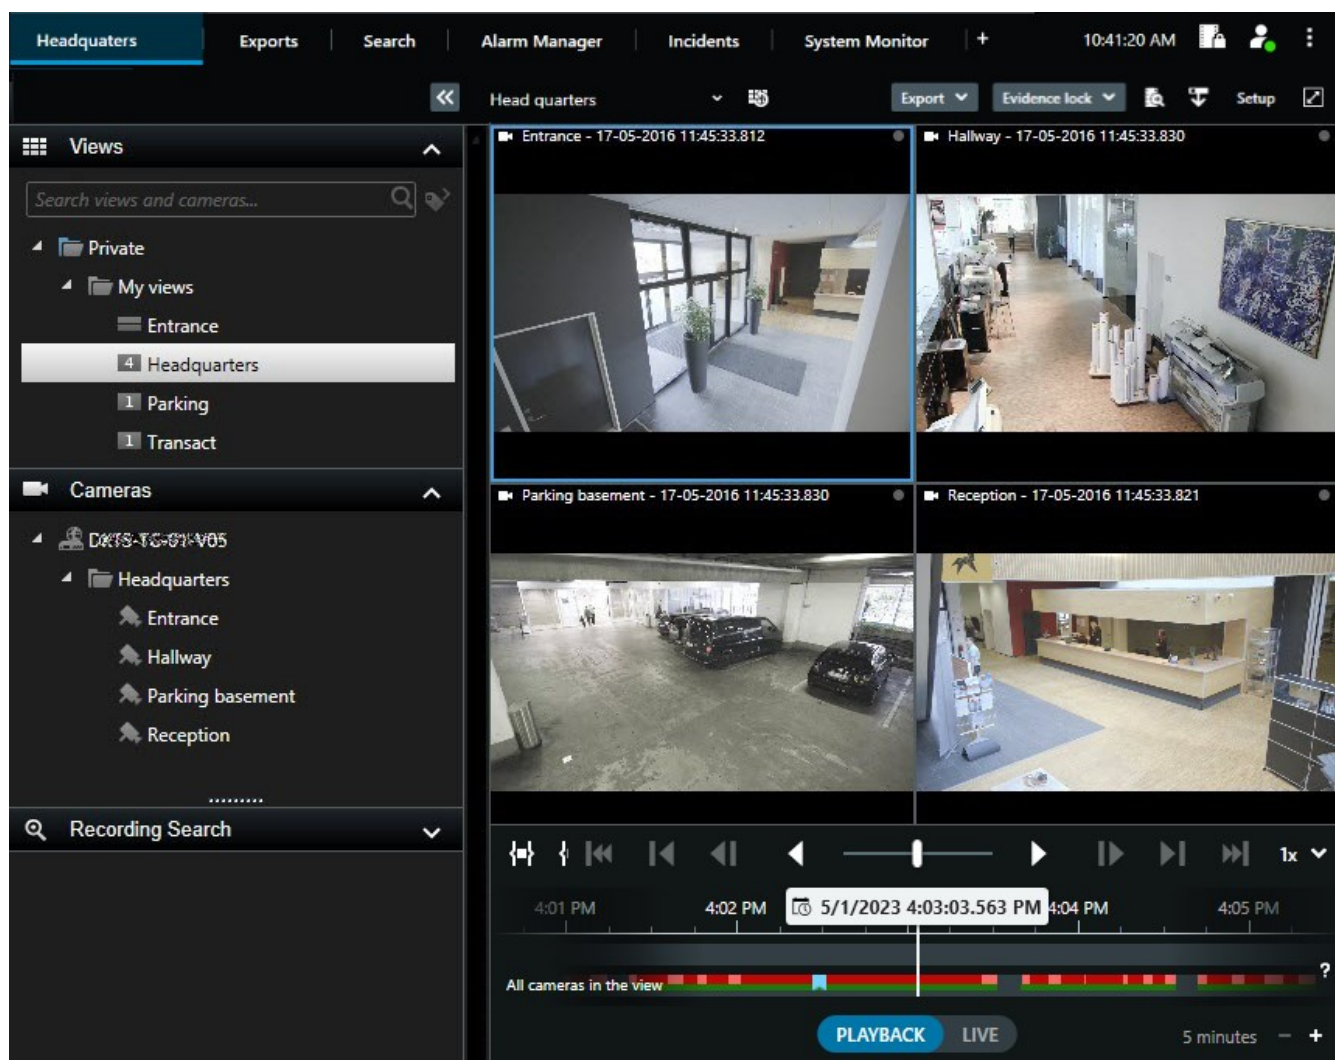 Headquaters
Exports
Search
Alarm Manager
Incidents
System Monitor
+
10:41:20 AM
Head quarters
Export
Evidence lock
Setup
Views
Search views and cameras...
Private
My views
Entrance
4 Headquarters
1 Parking
1 Transact
Cameras
Headquarters
Entrance
Hallway
Parking basement
Reception
Recording Search
Entrance - 17-05-2016 11:45:33.812
Hallway - 17-05-2016 11:45:33.830
Parking basement - 17-05-2016 11:45:33.830
Reception - 17-05-2016 11:45:33.821
1x
4:01 PM
4:02 PM
5/1/2023 4:03:03.563 PM
4:04 PM
4:05 PM
All cameras in the view
?
PLAYBACK
LIVE
5 minutes - +